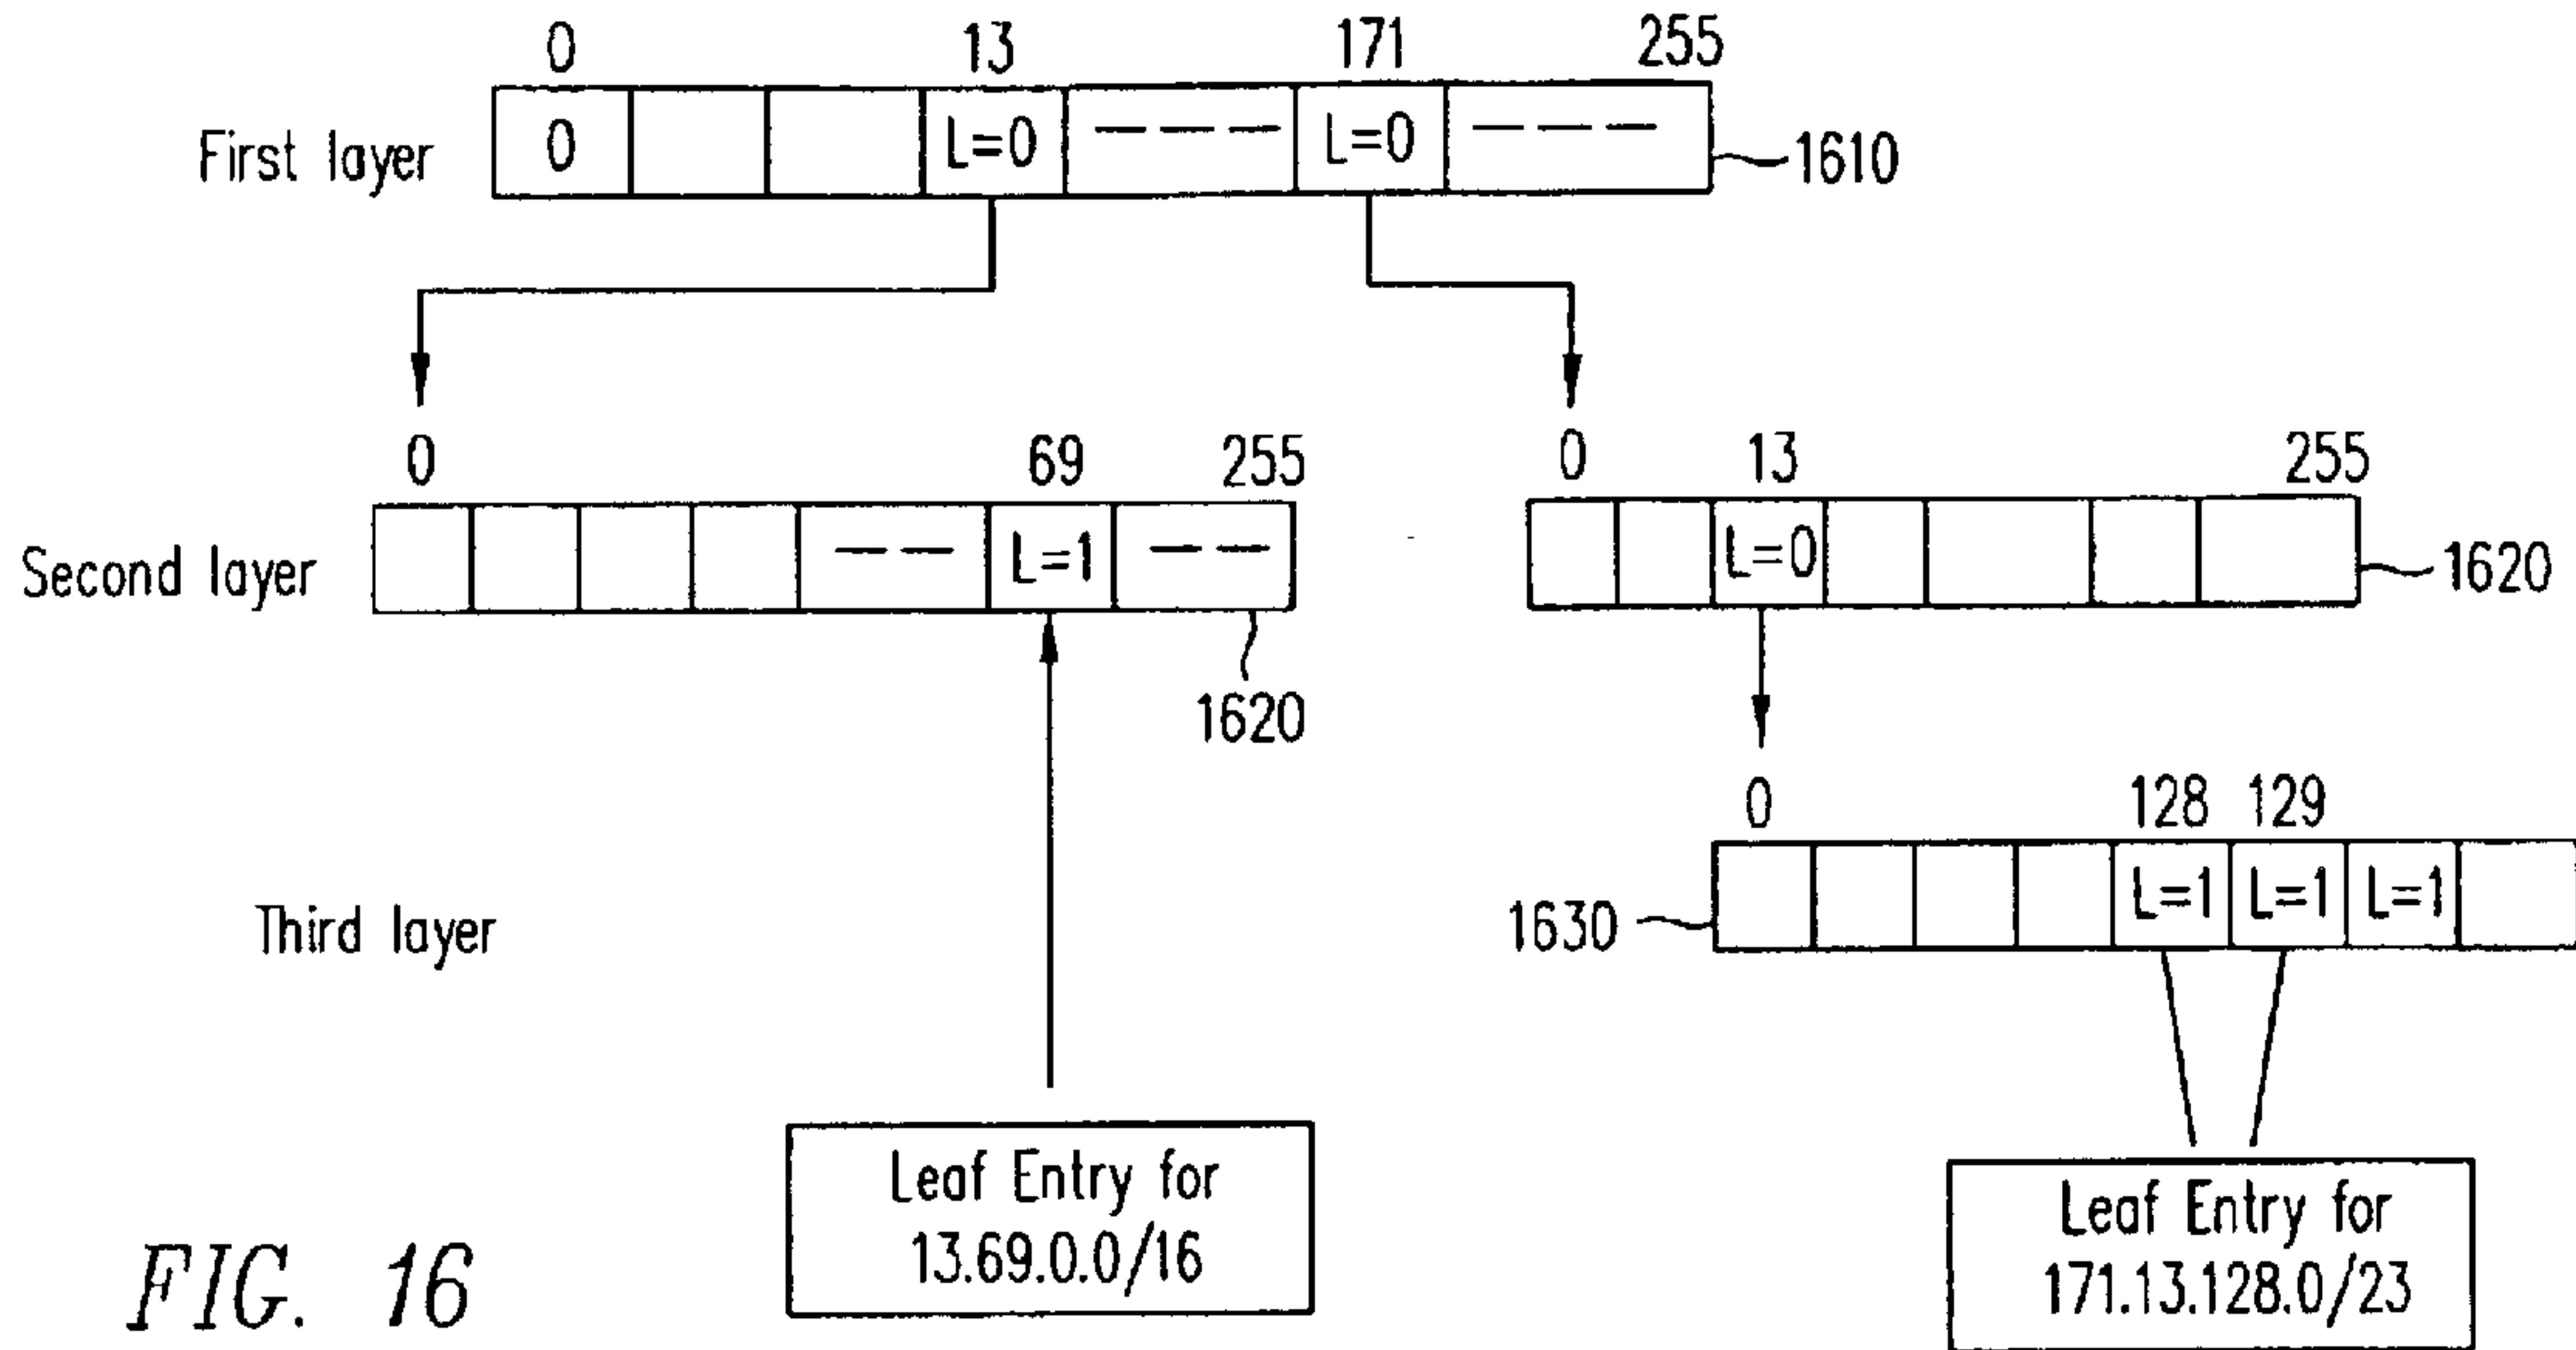 0 13 171 255
First layer 0 L=0 ─ ─ ─ L=0 ─ ─ ─ 1610
0 69 255 0 13 255
Second layer ─ ─ L=1 ─ ─ L=0 1620
1620
0 128 129
Third layer 1630 L=1 L=1 L=1
Leaf Entry for
13.69.0.0/16
Leaf Entry for
171.13.128.0/23
FIG. 16